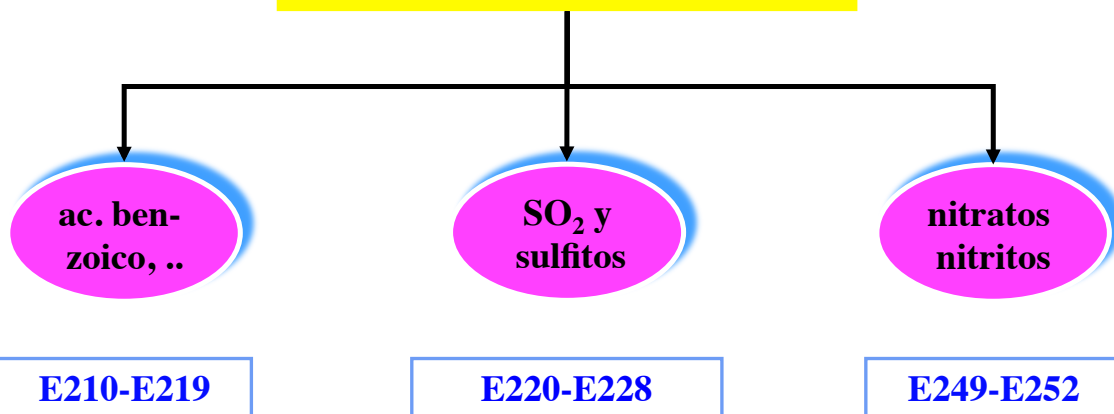 ac. ben-
zoico, ..
SO₂ y
sulfitos
nitratos
nitritos
E210-E219
E220-E228
E249-E252